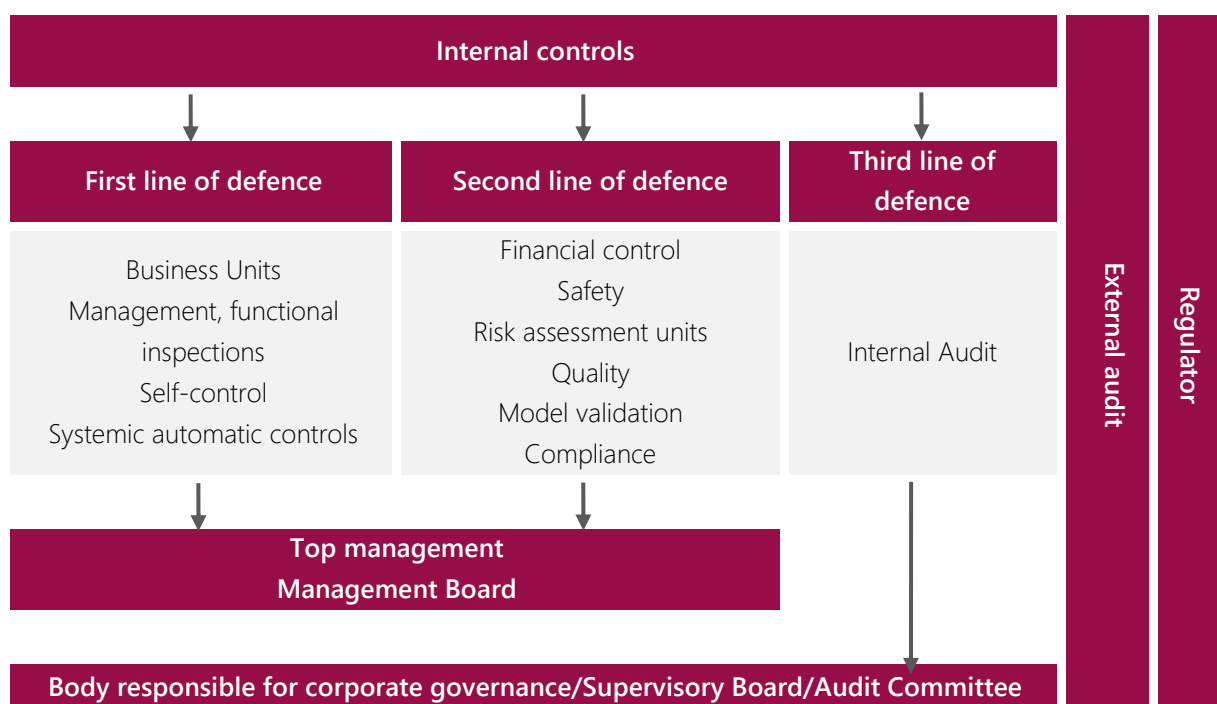 Internal controls
First line of defence
Second line of defence
Third line of
defence
Business Units
Management, functional
inspections
Self-control
Systemic automatic controls
Financial control
Safety
Risk assessment units
Quality
Model validation
Compliance
Internal Audit
Top management
Management Board
Body responsible for corporate governance/Supervisory Board/Audit Committee
External audit
Regulator